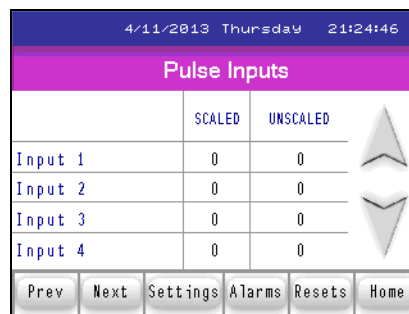 4/11/2013 Thursday 21:24:46
Pulse Inputs
SCALED UNSCALED
Input 1 0 0
Input 2 0 0
Input 3 0 0
Input 4 0 0
Prev Next Settings Alarms Resets Home